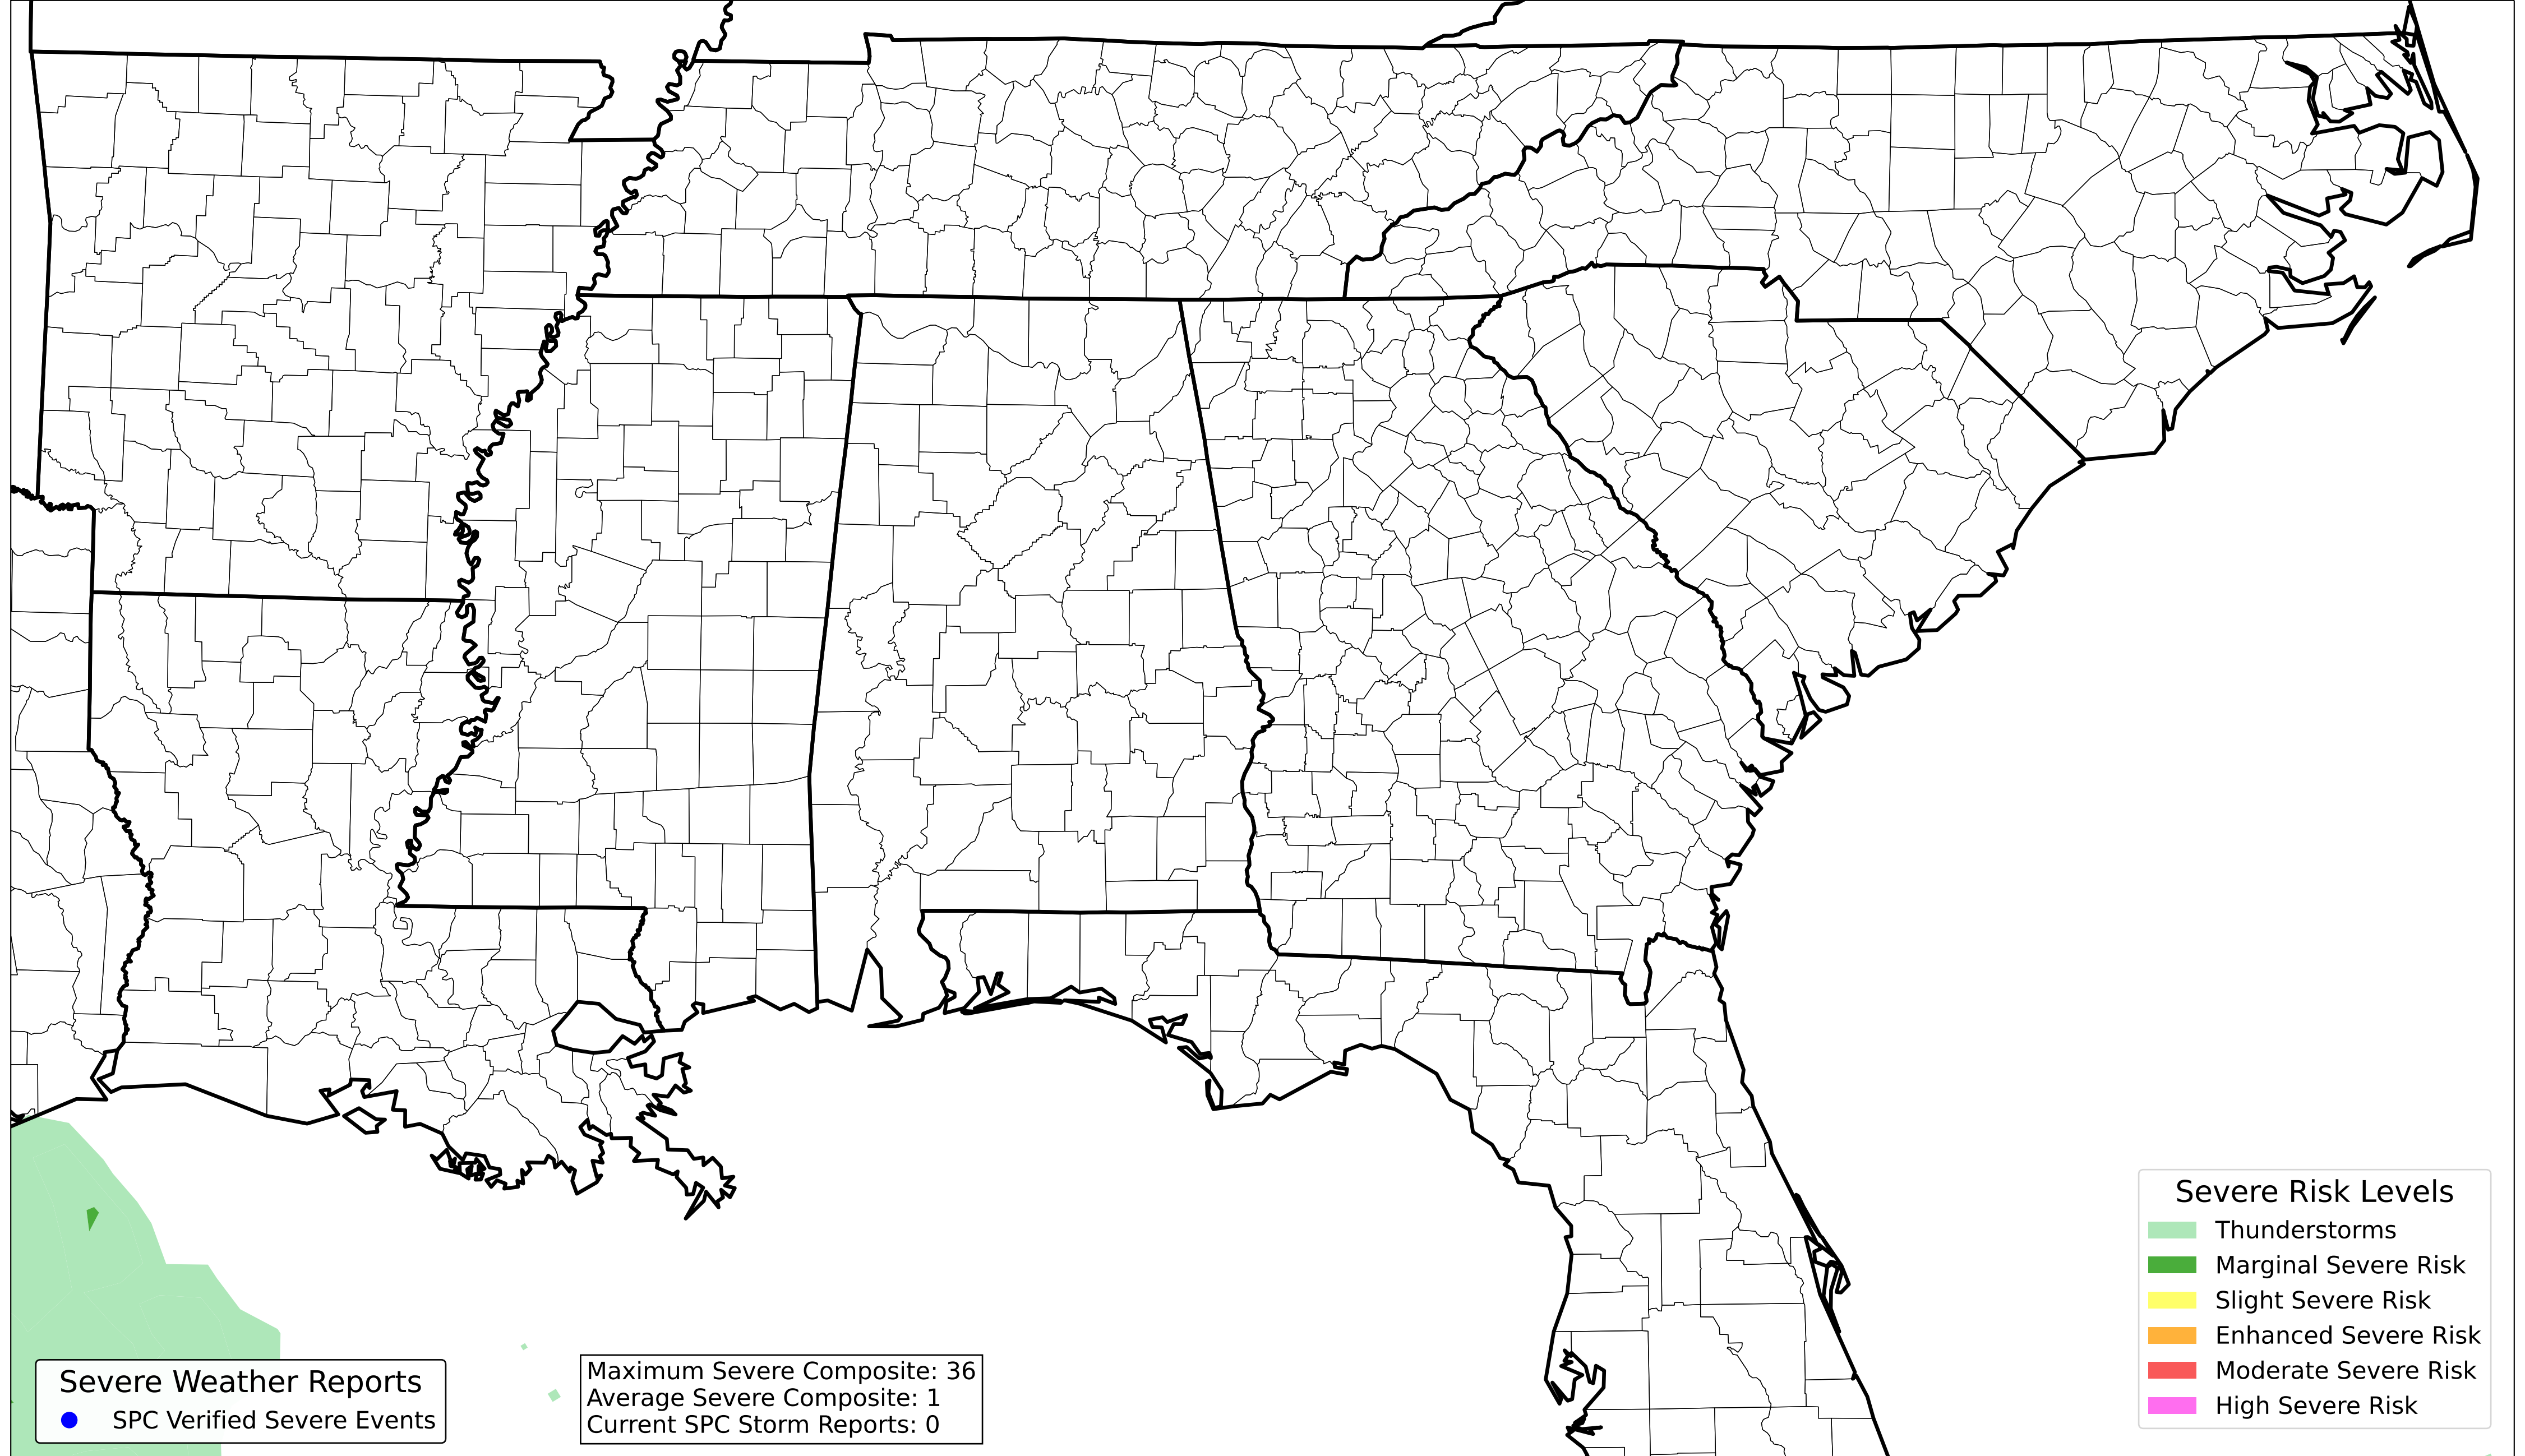 Severe Weather Reports
SPC Verified Severe Events
Maximum Severe Composite: 36
Average Severe Composite: 1
Current SPC Storm Reports: 0
Severe Risk Levels
Thunderstorms
Marginal Severe Risk
Slight Severe Risk
Enhanced Severe Risk
Moderate Severe Risk
High Severe Risk